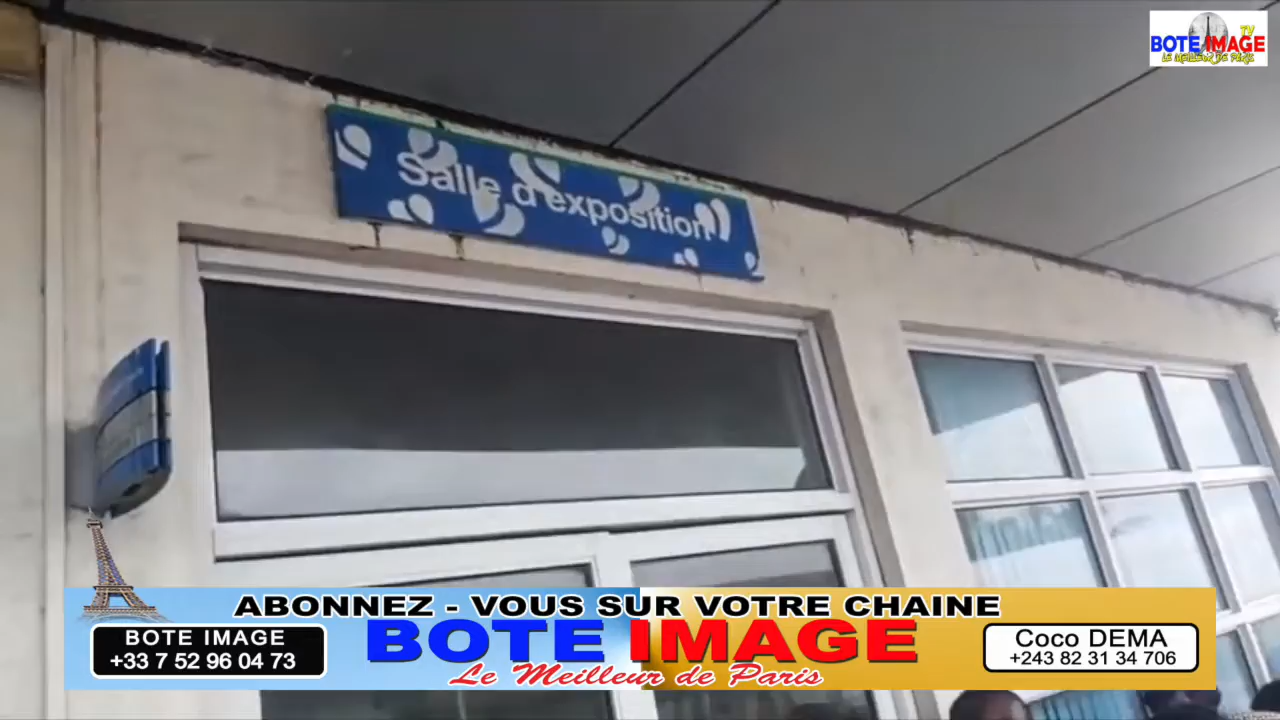 TV
BOTE IMAGE
LE MEILLEUR DE PARIS
Salle d'exposition
ABONNEZ - VOUS SUR VOTRE CHAINE
BOTE IMAGE
+33 7 52 96 04 73
BOTE IMAGE
Le Meilleur de Paris
Coco DEMA
+243 82 31 34 706